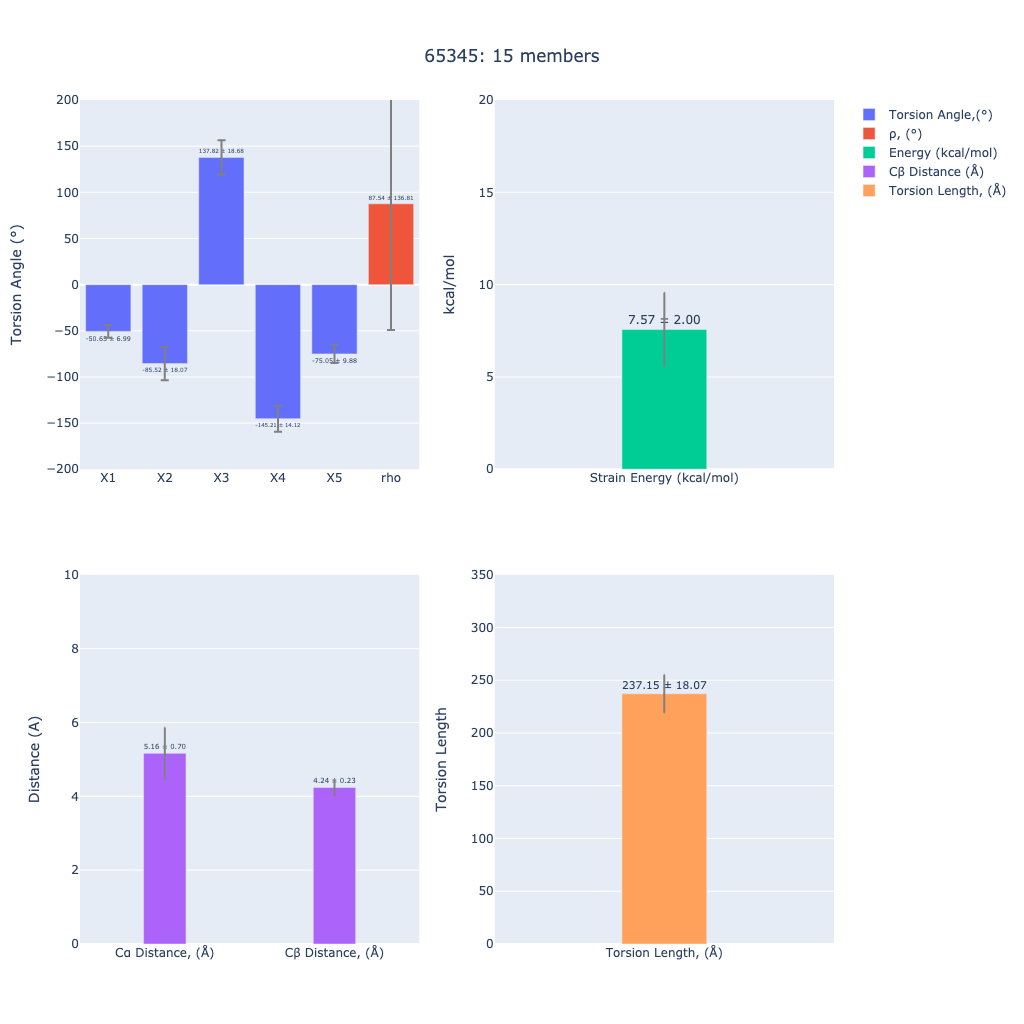 65345: 15 members
Torsion Angle (°)
200
150
100
50
0
−50
−100
−150
−200
137.82 ± 18.68
87.54 ± 136.81
-50.63 ± 6.99
-85.52 ± 18.07
-75.05 ± 9.88
-145.21 ± 14.12
X1 X2 X3 X4 X5 rho
kcal/mol
20
15
10
5
0
7.57 ± 2.00
Strain Energy (kcal/mol)
Torsion Angle,(°)
ρ, (°)
Energy (kcal/mol)
Cβ Distance (Å)
Torsion Length, (Å)
Distance (A)
10
8
6
4
2
0
5.16 ± 0.70
4.24 ± 0.23
Cα Distance, (Å) Cβ Distance, (Å)
Torsion Length
350
300
250
200
150
100
50
0
237.15 ± 18.07
Torsion Length, (Å)